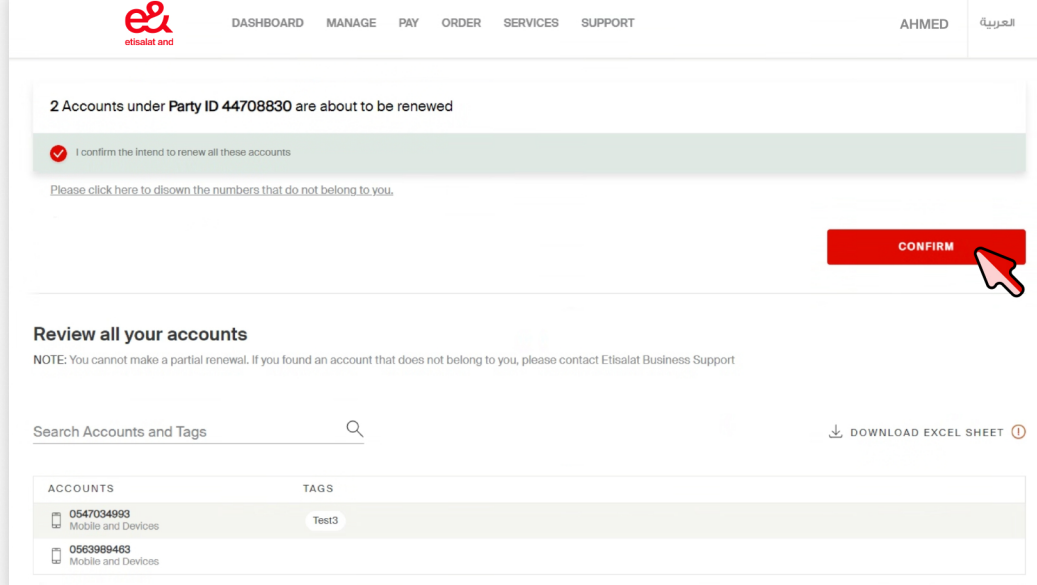 e&
etisalat and
DASHBOARD MANAGE PAY ORDER SERVICES SUPPORT AHMED العربية
2 Accounts under Party ID 44708830 are about to be renewed
I confirm the intend to renew all these accounts
Please click here to disown the numbers that do not belong to you.
CONFIRM
Review all your accounts
NOTE: You cannot make a partial renewal. If you found an account that does not belong to you, please contact Etisalat Business Support
Search Accounts and Tags
DOWNLOAD EXCEL SHEET
ACCOUNTS TAGS
0547034993
Mobile and Devices
Test3
0563989463
Mobile and Devices